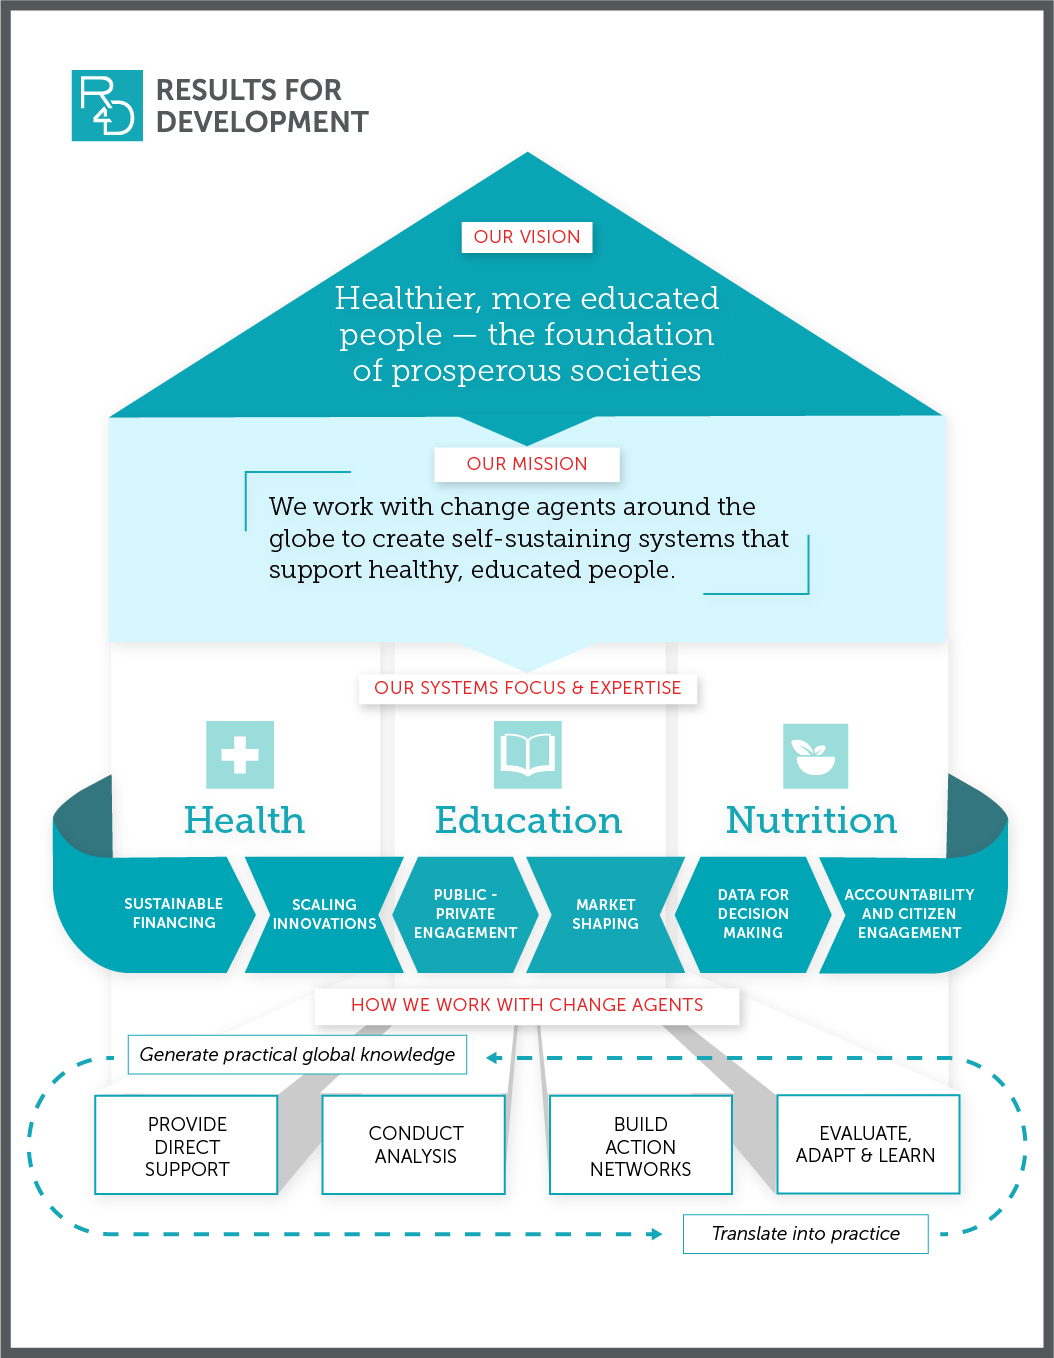 R4D
RESULTS FOR
DEVELOPMENT
OUR VISION
Healthier, more educated
people — the foundation
of prosperous societies
OUR MISSION
We work with change agents around the
globe to create self-sustaining systems that
support healthy, educated people.
OUR SYSTEMS FOCUS & EXPERTISE
Health
Education
Nutrition
SUSTAINABLE
FINANCING
SCALING
INNOVATIONS
PUBLIC -
PRIVATE
ENGAGEMENT
MARKET
SHAPING
DATA FOR
DECISION
MAKING
ACCOUNTABILITY
AND CITIZEN
ENGAGEMENT
HOW WE WORK WITH CHANGE AGENTS
Generate practical global knowledge
PROVIDE
DIRECT
SUPPORT
CONDUCT
ANALYSIS
BUILD
ACTION
NETWORKS
EVALUATE,
ADAPT & LEARN
Translate into practice